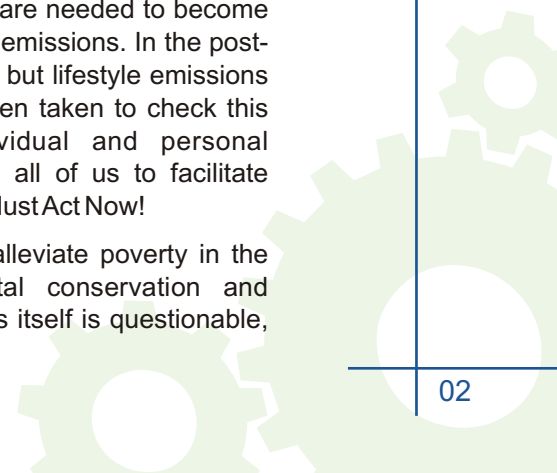 are needed to become
emissions. In the post-
but lifestyle emissions
en taken to check this
vidual and personal
all of us to facilitate
ust Act Now!
alleviate poverty in the
tal conservation and
s itself is questionable,
02